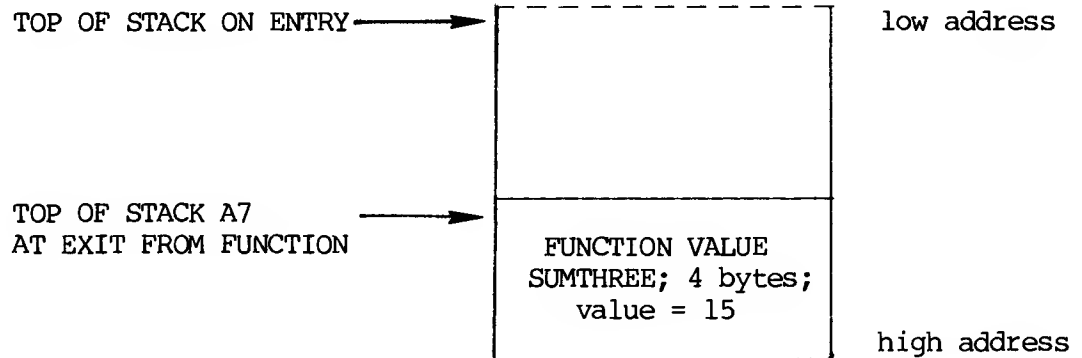 TOP OF STACK ON ENTRY
low address
TOP OF STACK A7
AT EXIT FROM FUNCTION
FUNCTION VALUE
SUMTHREE; 4 bytes;
value = 15
high address